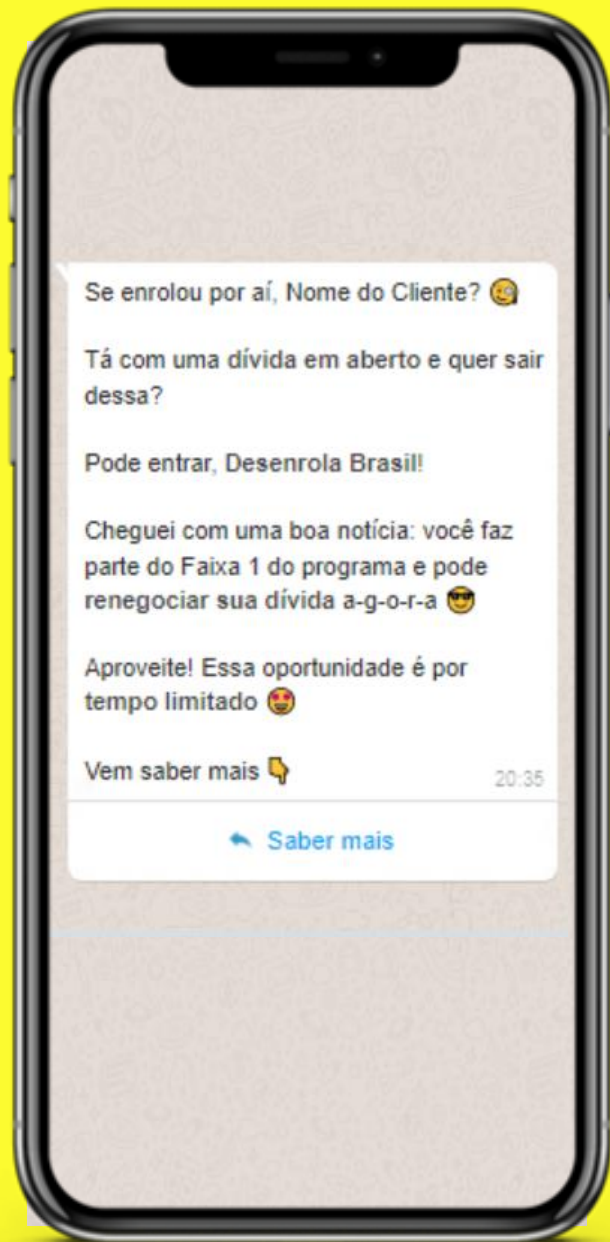 Se enrolou por aí, Nome do Cliente? 🧐
Tá com uma dívida em aberto e quer sair
dessa?
Pode entrar, Desenrola Brasil!
Cheguei com uma boa notícia: você faz
parte do Faixa 1 do programa e pode
renegociar sua dívida a-g-o-r-a 😎
Aproveite! Essa oportunidade é por
tempo limitado 😍
Vem saber mais 👇
20:35
Saber mais